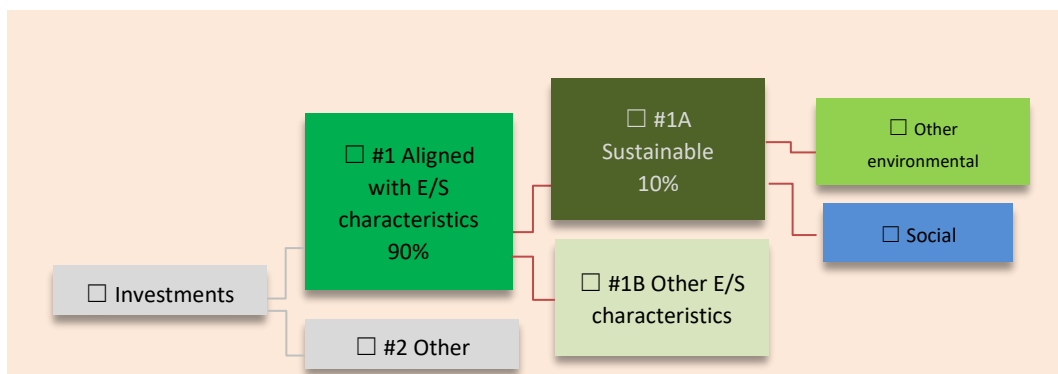 ☐ Investments
☐ #1 Aligned
with E/S
characteristics
90%
☐ #2 Other
☐ #1A
Sustainable
10%
☐ #1B Other E/S
characteristics
☐ Other
environmental
☐ Social